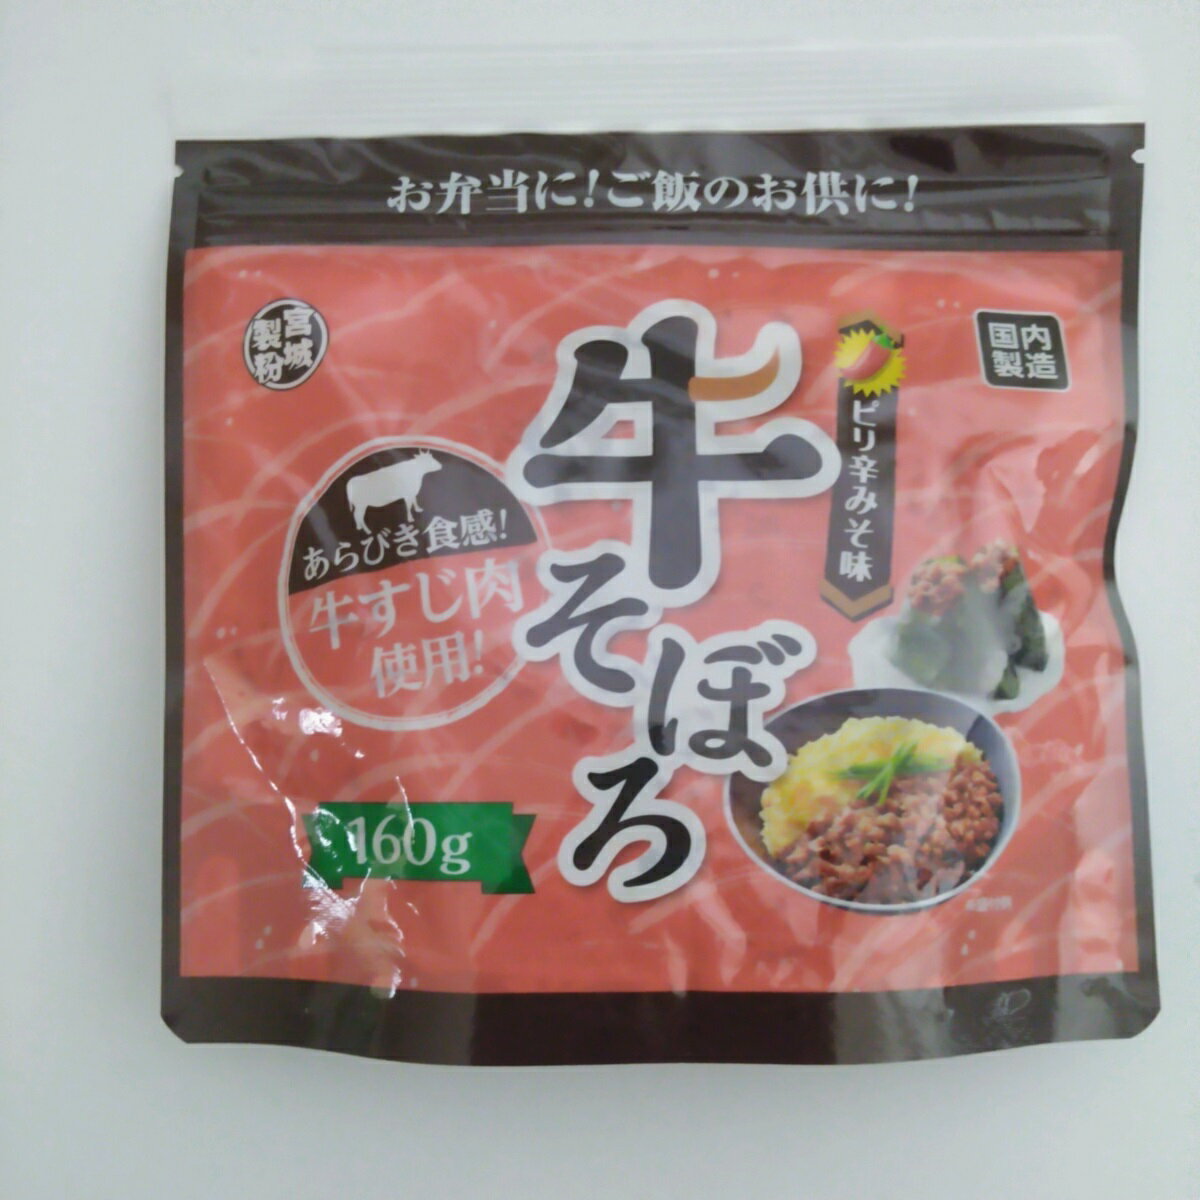 お弁当に!ご飯のお供に!
宮城
製粉
国内
製造
ピリ辛みそ味
牛そぼろ
あらびき食感!
牛すじ肉
使用!
160g